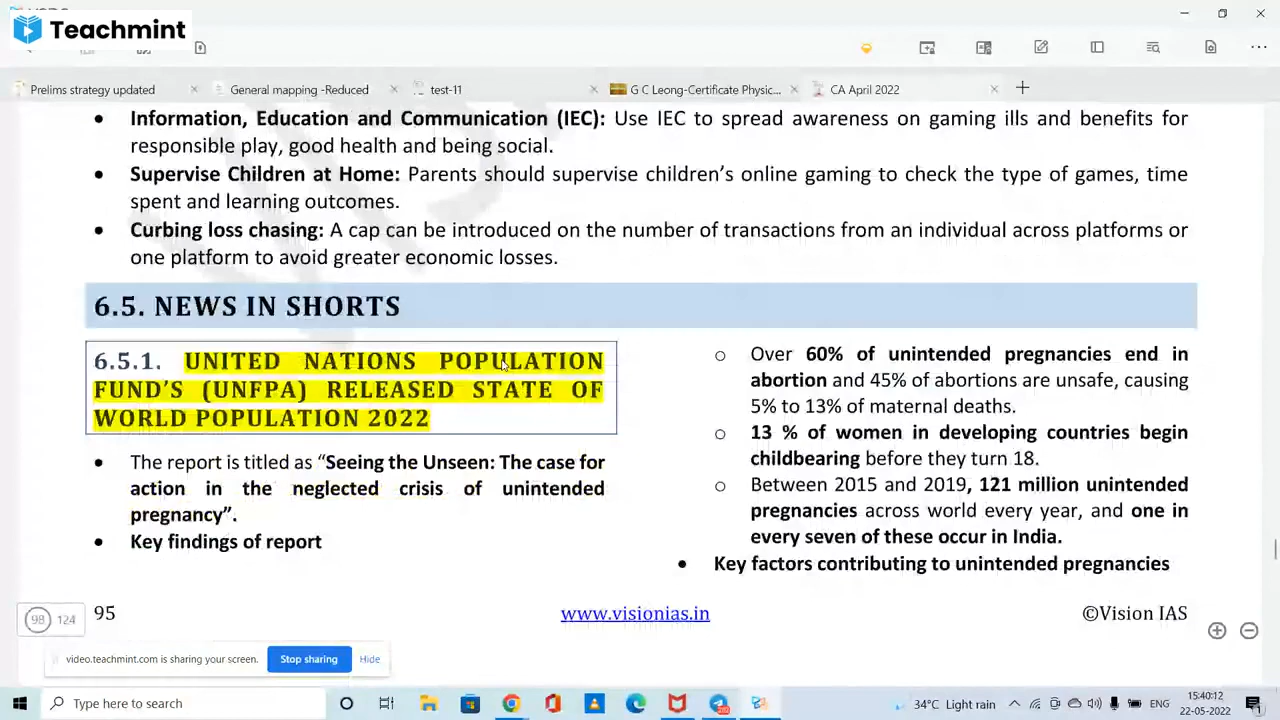 Teachmint
Prelims strategy updated
General mapping -Reduced
test-11
G C Leong-Certificate Physic...
CA April 2022
• Information, Education and Communication (IEC): Use IEC to spread awareness on gaming ills and benefits for
responsible play, good health and being social.
• Supervise Children at Home: Parents should supervise children's online gaming to check the type of games, time
spent and learning outcomes.
• Curbing loss chasing: A cap can be introduced on the number of transactions from an individual across platforms or
one platform to avoid greater economic losses.
6.5. NEWS IN SHORTS
6.5.1. UNITED NATIONS POPULATION
FUND'S (UNFPA) RELEASED STATE OF
WORLD POPULATION 2022
• The report is titled as "Seeing the Unseen: The case for
action in the neglected crisis of unintended
pregnancy".
• Key findings of report
o Over 60% of unintended pregnancies end in
abortion and 45% of abortions are unsafe, causing
5% to 13% of maternal deaths.
o 13 % of women in developing countries begin
childbearing before they turn 18.
o Between 2015 and 2019, 121 million unintended
pregnancies across world every year, and one in
every seven of these occur in India.
• Key factors contributing to unintended pregnancies
98 124
95
www.visionias.in
©Vision IAS
video.teachmint.com is sharing your screen.
Stop sharing
Hide
Type here to search
34°C Light rain
ENG
15:40:12
22-05-2022